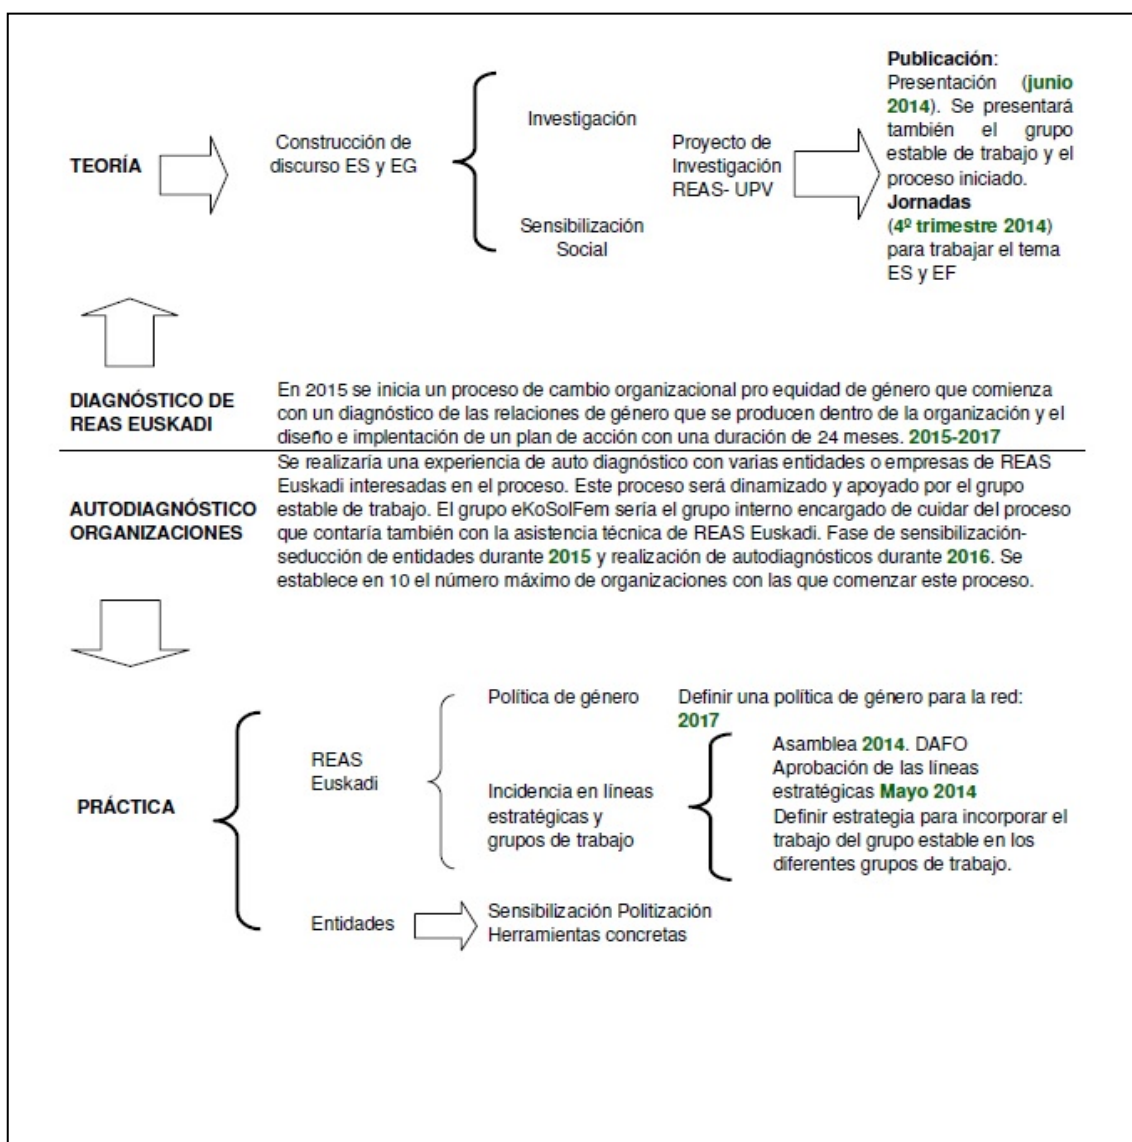 TEORÍA
Construcción de
discurso ES y EG
Investigación
Sensibilización
Social
Proyecto de
Investigación
REAS- UPV
Publicación:
Presentación (junio
2014). Se presentará
también el grupo
estable de trabajo y el
proceso iniciado.
Jornadas
(4º trimestre 2014)
para trabajar el tema
ES y EF
DIAGNÓSTICO DE
REAS EUSKADI
En 2015 se inicia un proceso de cambio organizacional pro equidad de género que comienza
con un diagnóstico de las relaciones de género que se producen dentro de la organización y el
diseño e implentación de un plan de acción con una duración de 24 meses. 2015-2017
AUTODIAGNÓSTICO
ORGANIZACIONES
Se realizaría una experiencia de auto diagnóstico con varias entidades o empresas de REAS
Euskadi interesadas en el proceso. Este proceso será dinamizado y apoyado por el grupo
estable de trabajo. El grupo eKoSolFem sería el grupo interno encargado de cuidar del proceso
que contaría también con la asistencia técnica de REAS Euskadi. Fase de sensibilización-
seducción de entidades durante 2015 y realización de autodiagnósticos durante 2016. Se
establece en 10 el número máximo de organizaciones con las que comenzar este proceso.
PRÁCTICA
REAS
Euskadi
Política de género
Definir una política de género para la red:
2017
Incidencia en líneas
estratégicas y
grupos de trabajo
Asamblea 2014. DAFO
Aprobación de las líneas
estratégicas Mayo 2014
Definir estrategia para incorporar el
trabajo del grupo estable en los
diferentes grupos de trabajo.
Entidades
Sensibilización Politización
Herramientas concretas